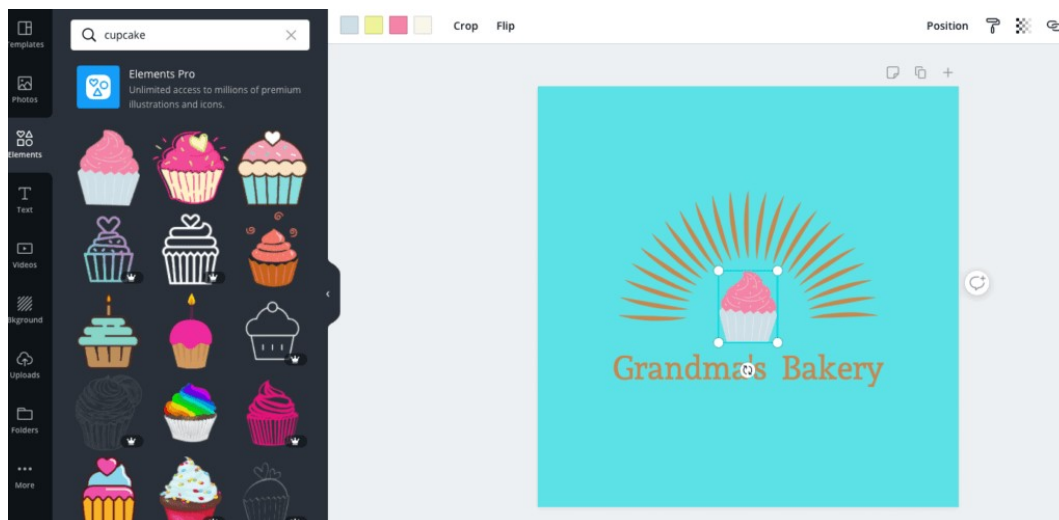 cupcake
Crop Flip
Position
Templates
Elements Pro
Unlimited access to millions of premium
illustrations and icons.
Photos
Elements
Text
Videos
Bkground
Uploads
Folders
More
Grandma's Bakery